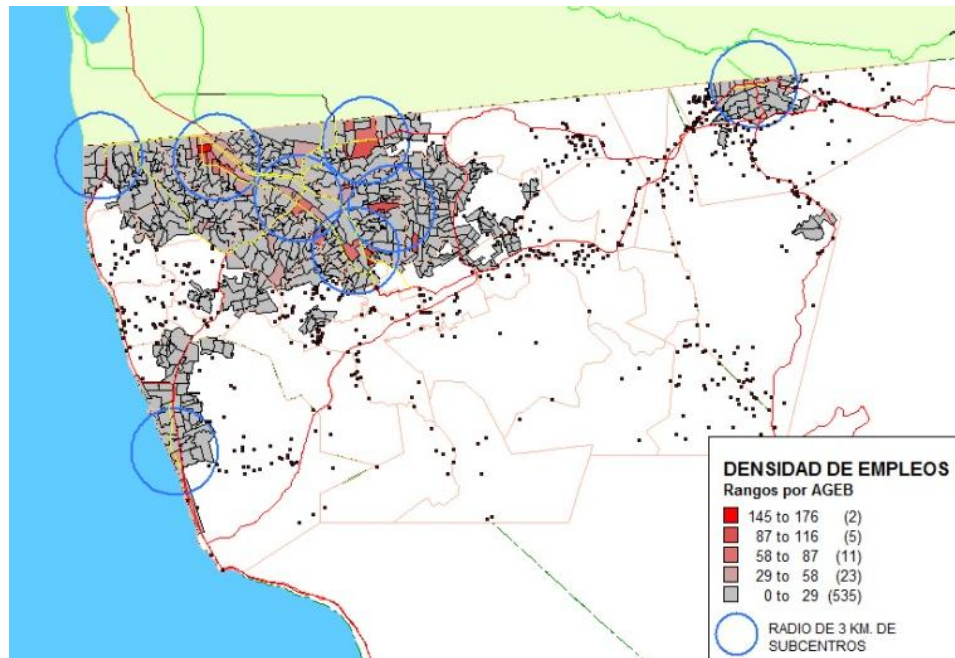 DENSIDAD DE EMPLEOS
Rangos por AGEB
145 to 176 (2)
87 to 116 (5)
58 to 87 (11)
29 to 58 (23)
0 to 29 (535)
RADIO DE 3 KM. DE
SUBCENTROS